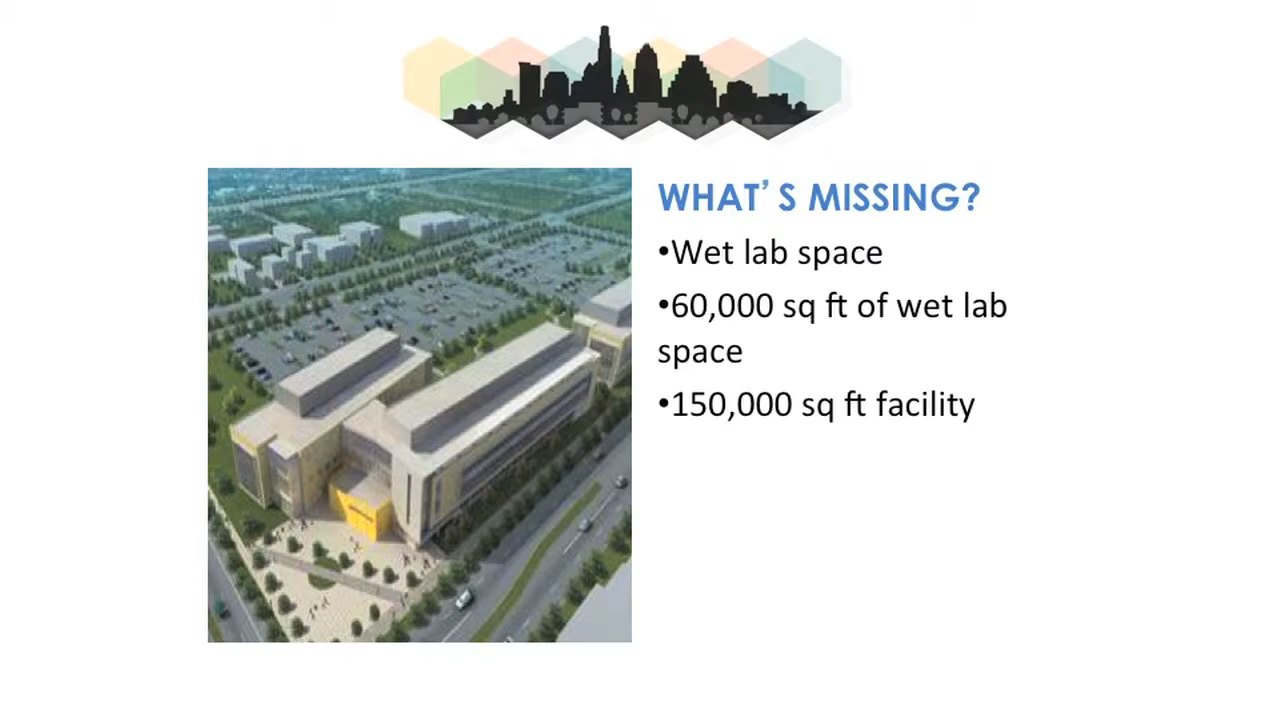 WHAT’S MISSING?
•Wet lab space
•60,000 sq ft of wet lab
space
•150,000 sq ft facility